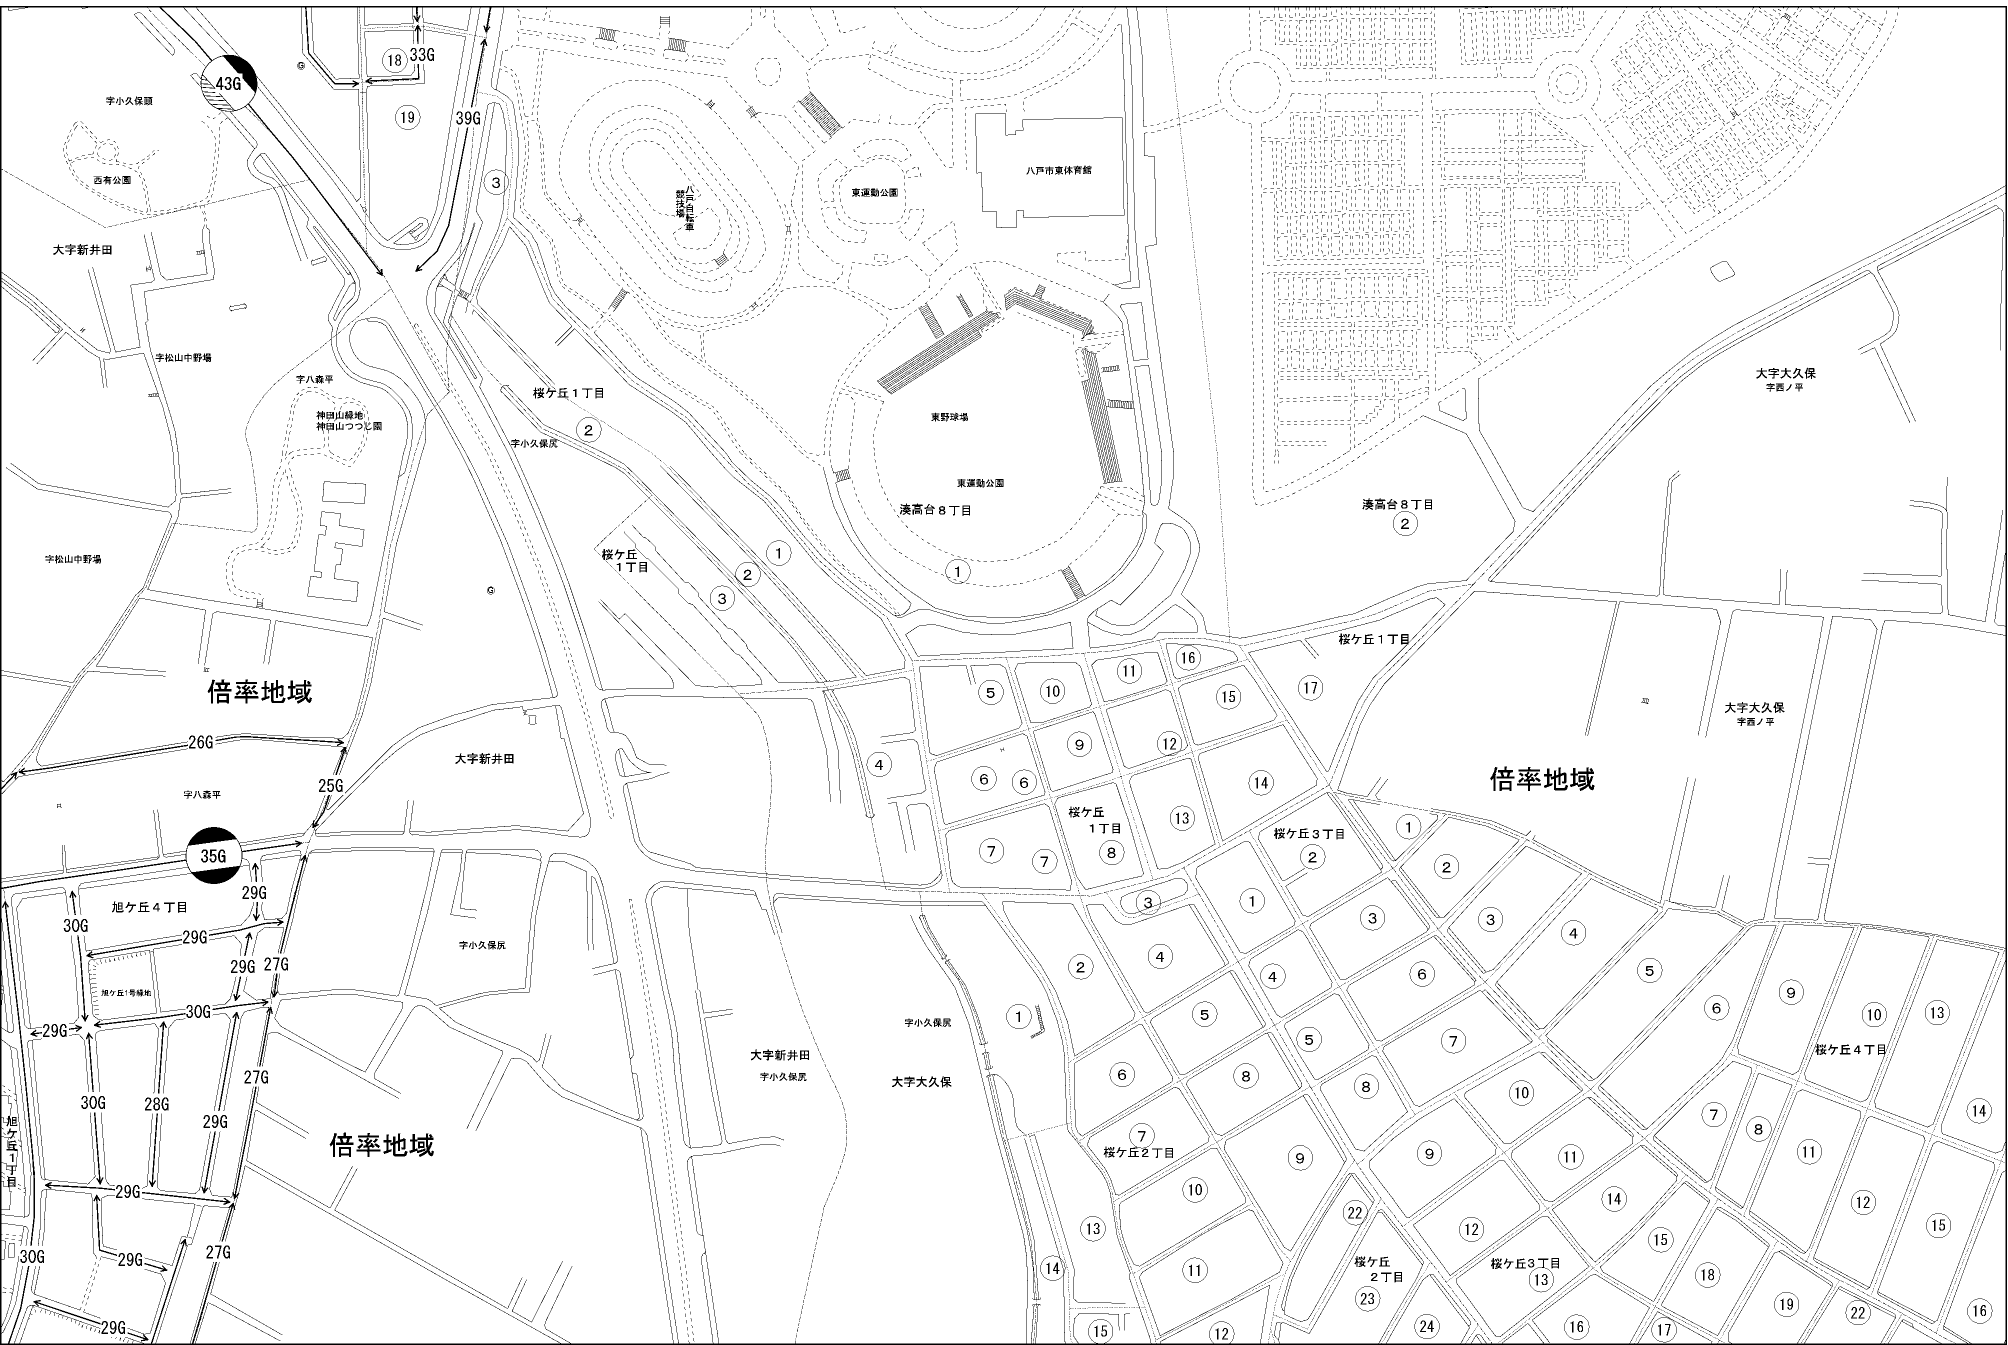 43G
33G
18
19
39G
3
字小久保頭
西有公園
大字新井田
字松山中野場
字八森平
神田山緑地
神田山つつじ園
字松山中野場
八戸自転車
競技場
東運動公園
八戸市東体育館
桜ケ丘1丁目
2
字小久保尻
東野球場
東運動公園
湊高台8丁目
1
湊高台8丁目
2
大字大久保
字西ノ平
桜ケ丘
1丁目
1
2
3
G
G
倍率地域
26G
25G
大字新井田
字八森平
35G
29G
30G
旭ケ丘4丁目
29G
29G
27G
旭ケ丘1号緑地
30G
29G
字小久保尻
27G
30G
28G
29G
旭ケ丘1丁目
29G
倍率地域
30G
29G
27G
29G
桜ケ丘1丁目
17
16
11
10
5
15
12
9
6
6
4
14
13
桜ケ丘
1丁目
8
7
7
大字大久保
字西ノ平
倍率地域
桜ケ丘3丁目
2
1
2
3
4
5
6
9
10
13
桜ケ丘4丁目
14
7
8
11
12
15
16
3
1
3
4
6
5
7
8
10
9
11
12
14
桜ケ丘3丁目
13
15
18
19
22
16
17
2
4
5
1
6
8
7
桜ケ丘2丁目
9
10
11
12
13
14
15
22
桜ケ丘
2丁目
23
24
字小久保尻
大字新井田
字小久保尻
大字大久保